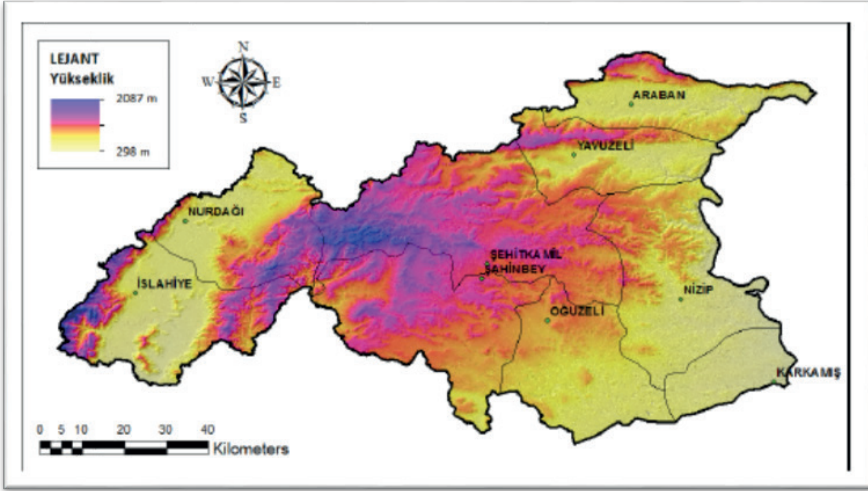 LEJANT
Yükseklik
2087 m
298 m
N
W E
S
ARABAN
YAVUZELİ
NURDAĞI
ŞEHİTKAMİL
ŞAHİNBEY
İSLAHİYE
NİZİP
OĞUZELİ
KARKAMIŞ
0 5 10 20 30 40
Kilometers